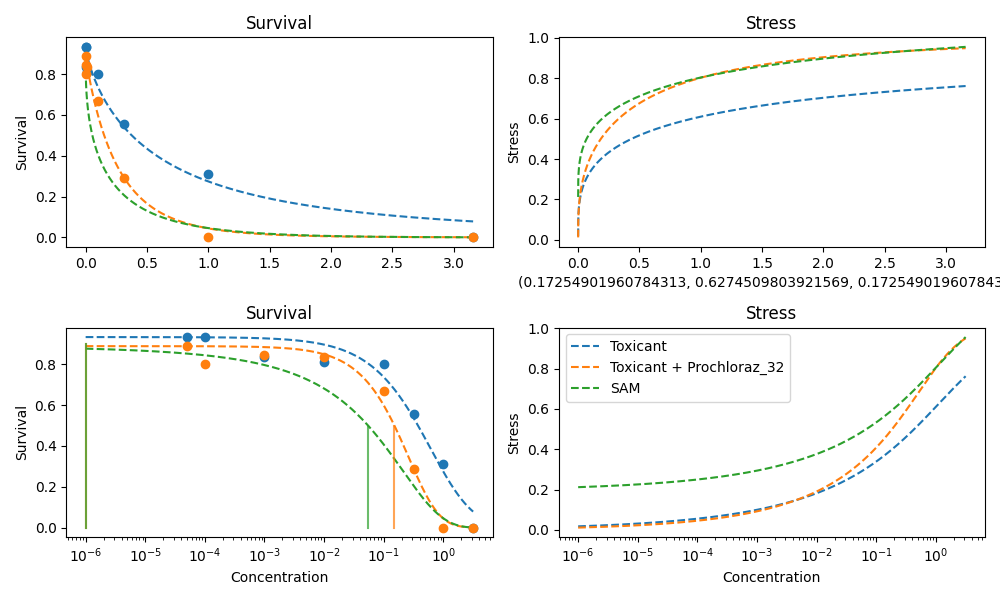 Survival
Survival
0.0
0.2
0.4
0.6
0.8
0.0 0.5 1.0 1.5 2.0 2.5 3.0
Stress
Stress
0.0
0.2
0.4
0.6
0.8
1.0
0.0 0.5 1.0 1.5 2.0 2.5 3.0
(0.17254901960784313, 0.6274509803921569, 0.172549019607843
Survival
Survival
0.0
0.2
0.4
0.6
0.8
10⁻⁶ 10⁻⁵ 10⁻⁴ 10⁻³ 10⁻² 10⁻¹ 10⁰
Concentration
Stress
Stress
0.0
0.2
0.4
0.6
0.8
1.0
Toxicant
Toxicant + Prochloraz_32
SAM
10⁻⁶ 10⁻⁵ 10⁻⁴ 10⁻³ 10⁻² 10⁻¹ 10⁰
Concentration